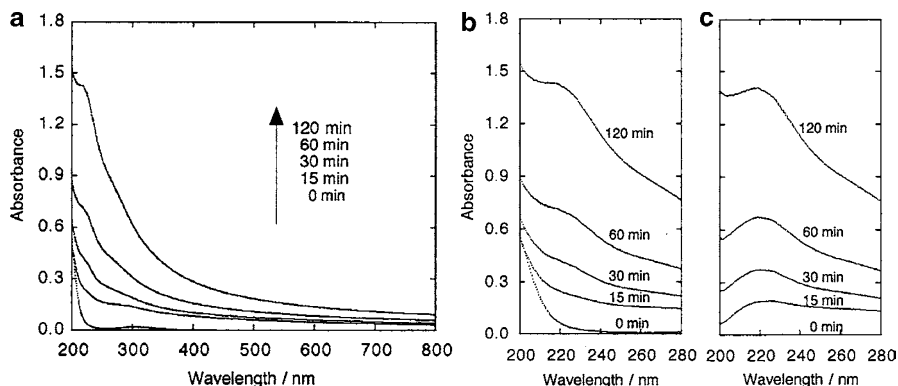 a
1.8
1.5
1.2
0.9
0.6
0.3
0.0
Absorbance
120 min
60 min
30 min
15 min
0 min
200 300 400 500 600 700 800
Wavelength / nm
b
1.8
1.5
1.2
0.9
0.6
0.3
0.0
Absorbance
120 min
60 min
30 min
15 min
0 min
200 220 240 260 280
Wavelength / nm
c
120 min
60 min
30 min
15 min
0 min
200 220 240 260 280
Wavelength / nm